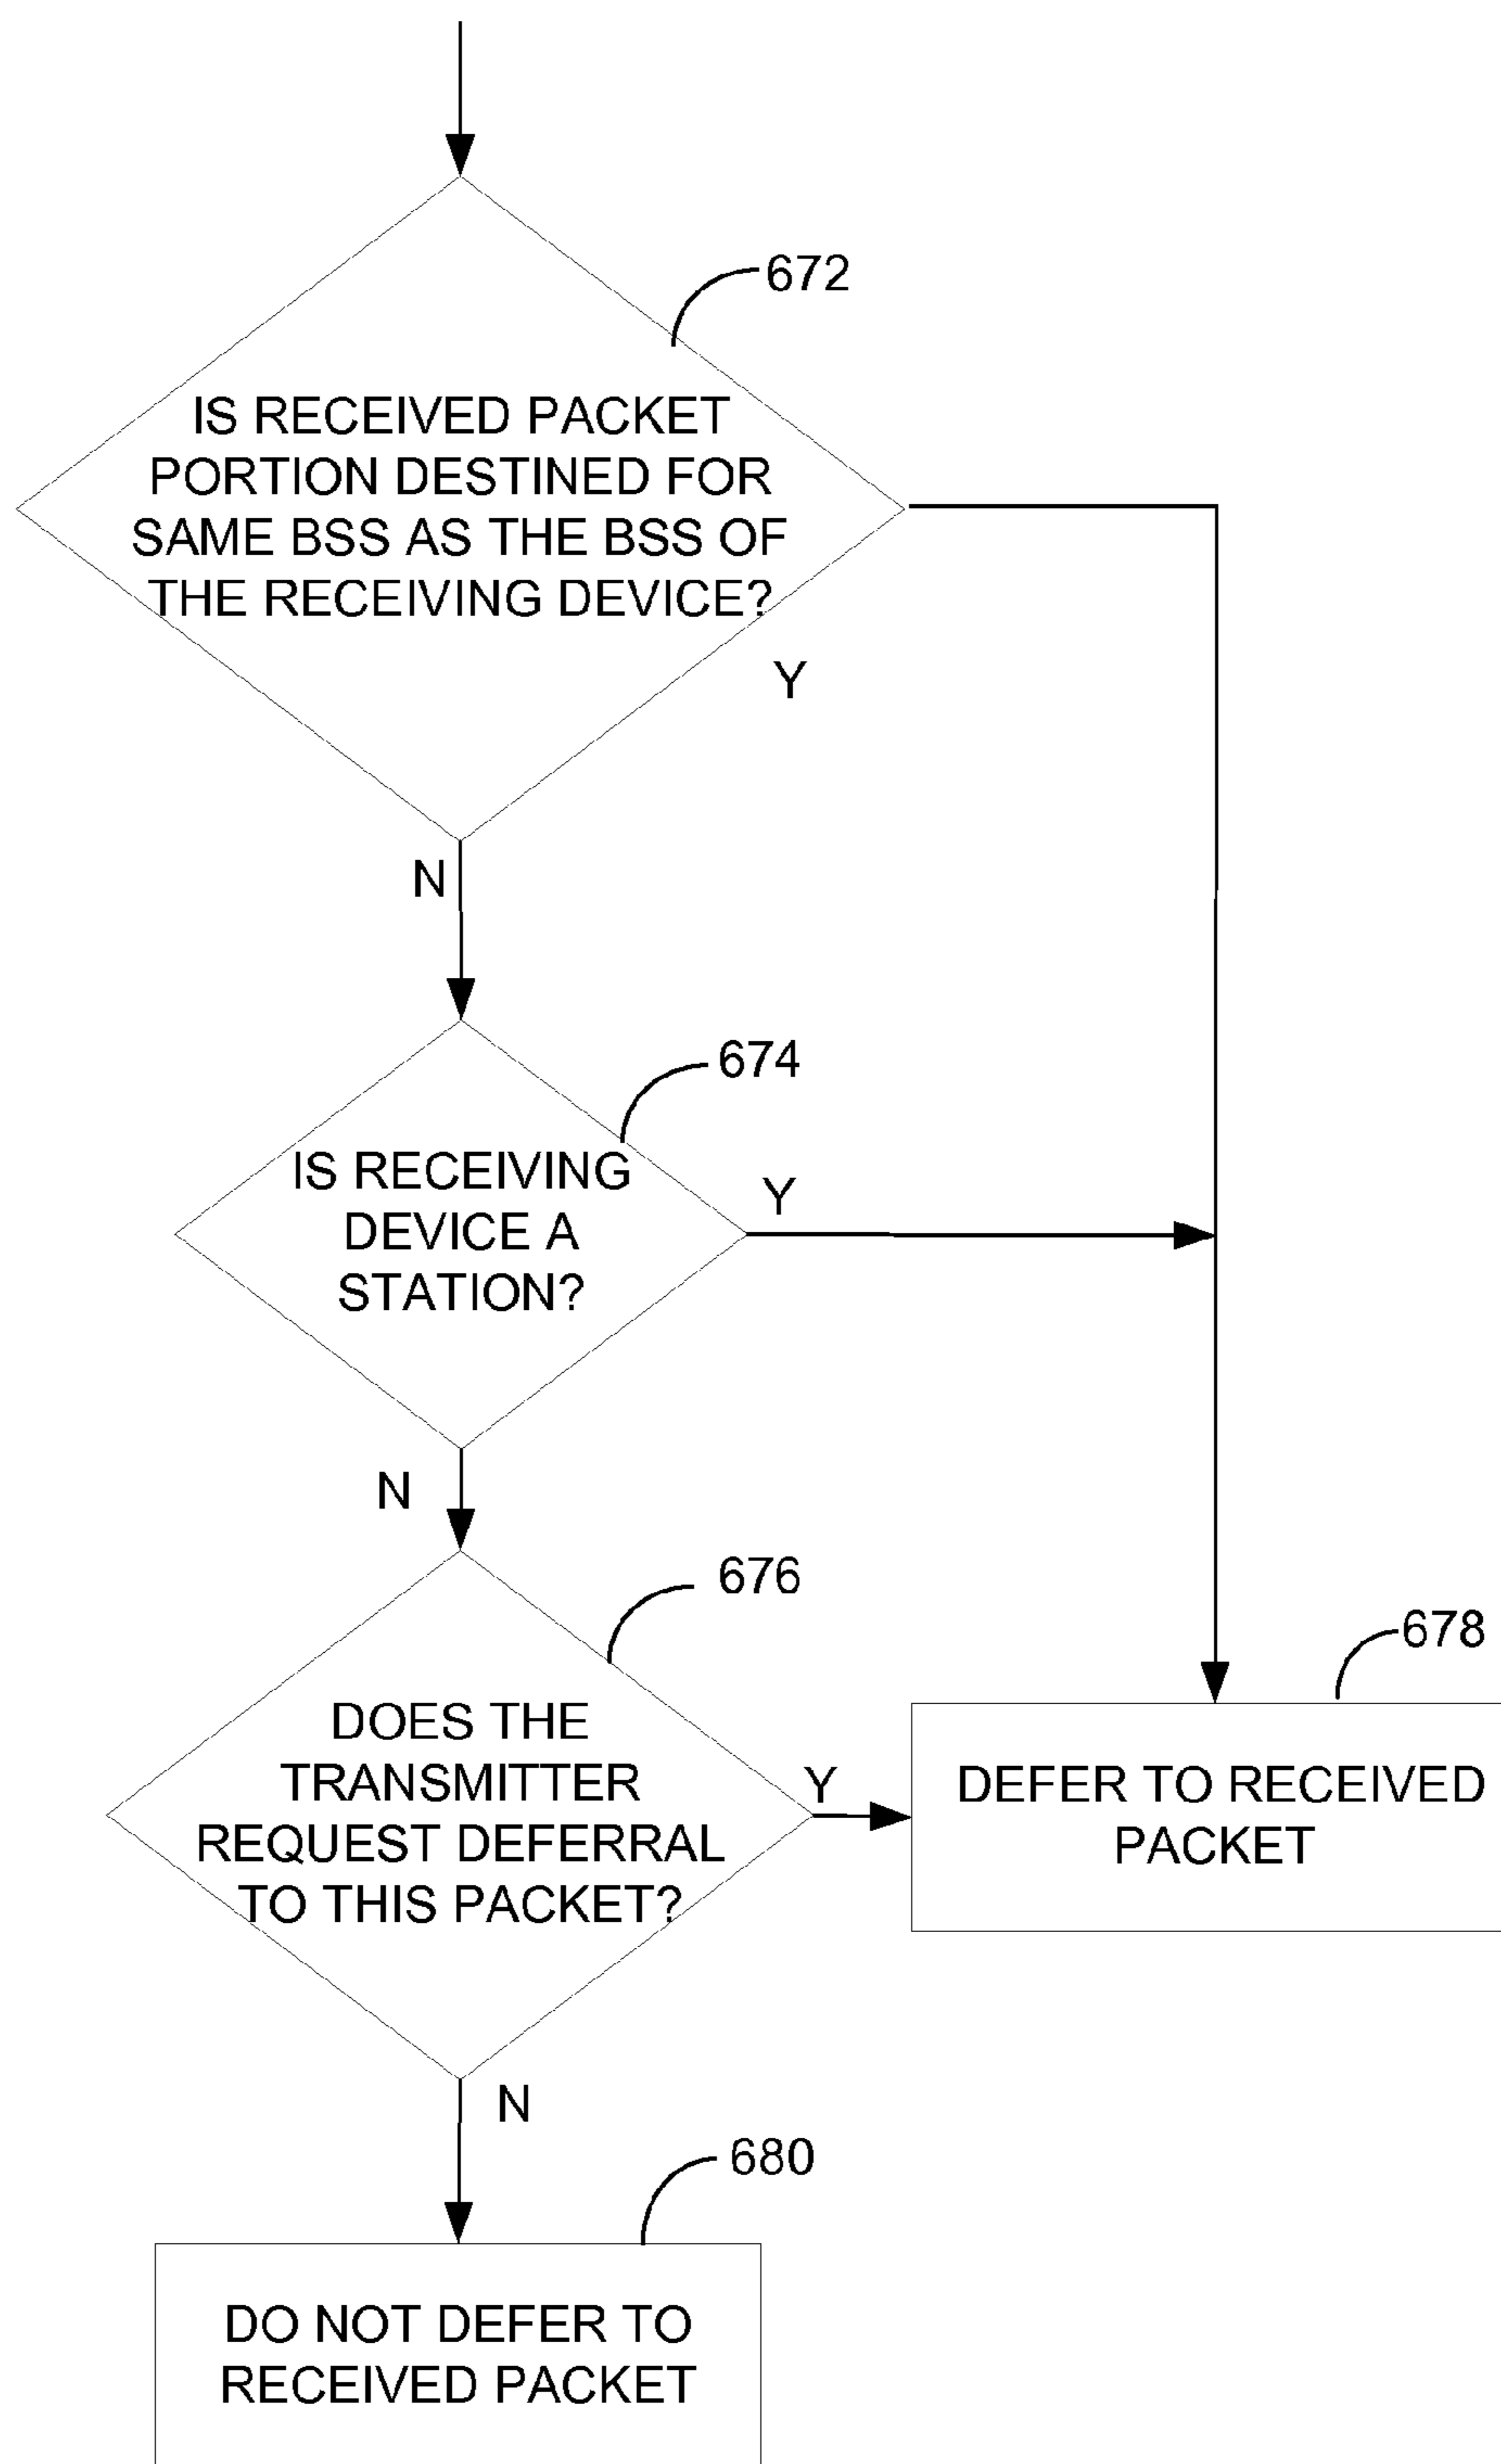 672
IS RECEIVED PACKET
PORTION DESTINED FOR
SAME BSS AS THE BSS OF
THE RECEIVING DEVICE?
Y
N
674
IS RECEIVING
DEVICE A
STATION?
Y
N
676
DOES THE
TRANSMITTER
REQUEST DEFERRAL
TO THIS PACKET?
Y
678
DEFER TO RECEIVED
PACKET
N
680
DO NOT DEFER TO
RECEIVED PACKET